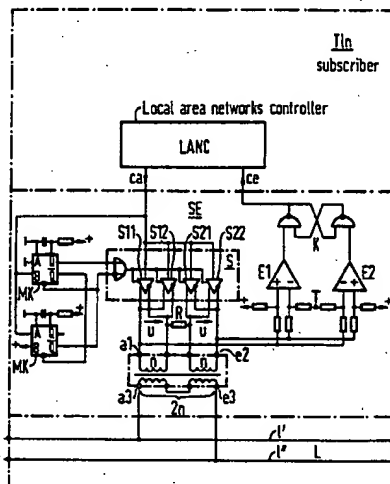 Tln
subscriber
Local area networks controller
LANC
ca
ce
SE
S11
S12
S21
S22
S
K
E1
E2
MK
A
B
Q
Q
MK
A
B
R
u
u
T
a1
e2
n
n
a3
2n
e3
l'
l" L